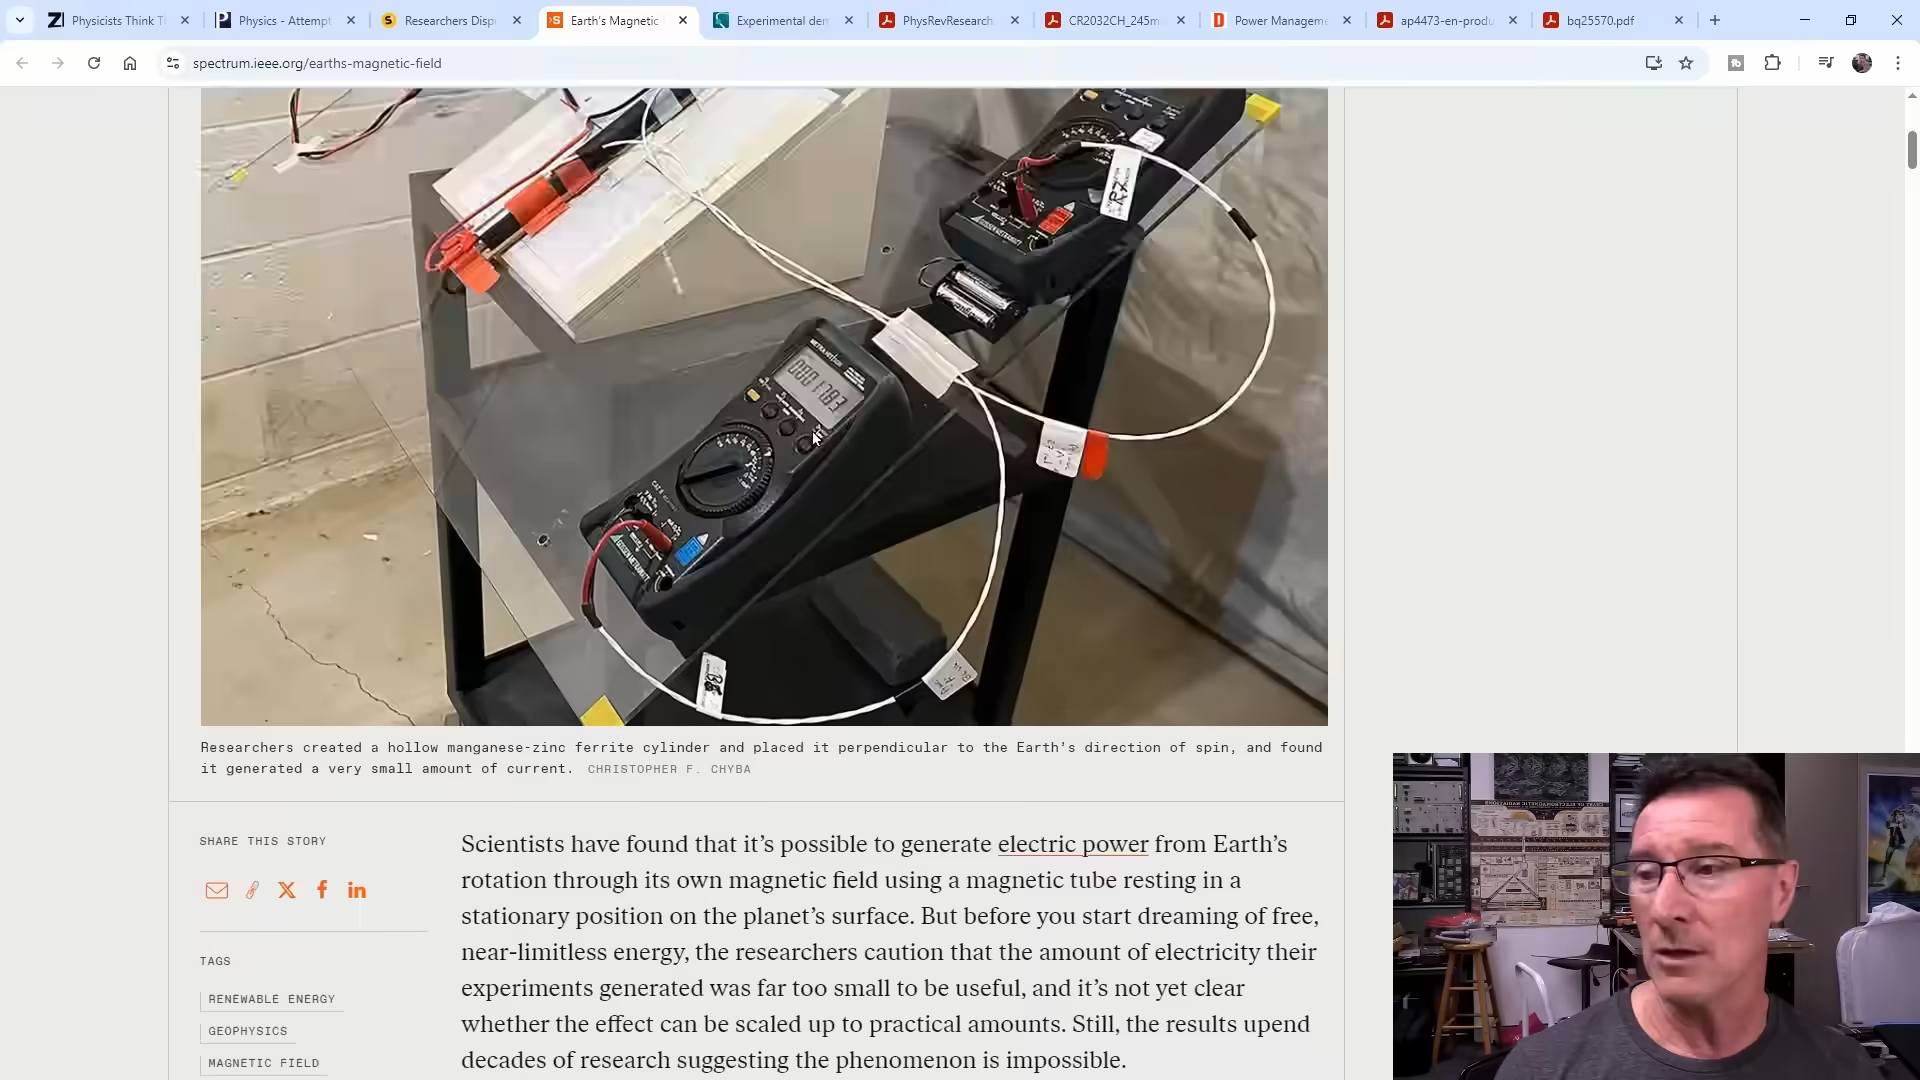 Physicists Think T
Physics - Attempt
Researchers Disp
Earth's Magnetic
Experimental dem
PhysRevResearch
CR2032CH_245m
Power Manageme
ap4473-en-produ
bq25570.pdf
spectrum.ieee.org/earths-magnetic-field
Researchers created a hollow manganese-zinc ferrite cylinder and placed it perpendicular to the Earth's direction of spin, and found
it generated a very small amount of current. CHRISTOPHER F. CHYBA
SHARE THIS STORY
TAGS
RENEWABLE ENERGY
GEOPHYSICS
MAGNETIC FIELD
Scientists have found that it's possible to generate electric power from Earth's
rotation through its own magnetic field using a magnetic tube resting in a
stationary position on the planet's surface. But before you start dreaming of free,
near-limitless energy, the researchers caution that the amount of electricity their
experiments generated was far too small to be useful, and it's not yet clear
whether the effect can be scaled up to practical amounts. Still, the results upend
decades of research suggesting the phenomenon is impossible.